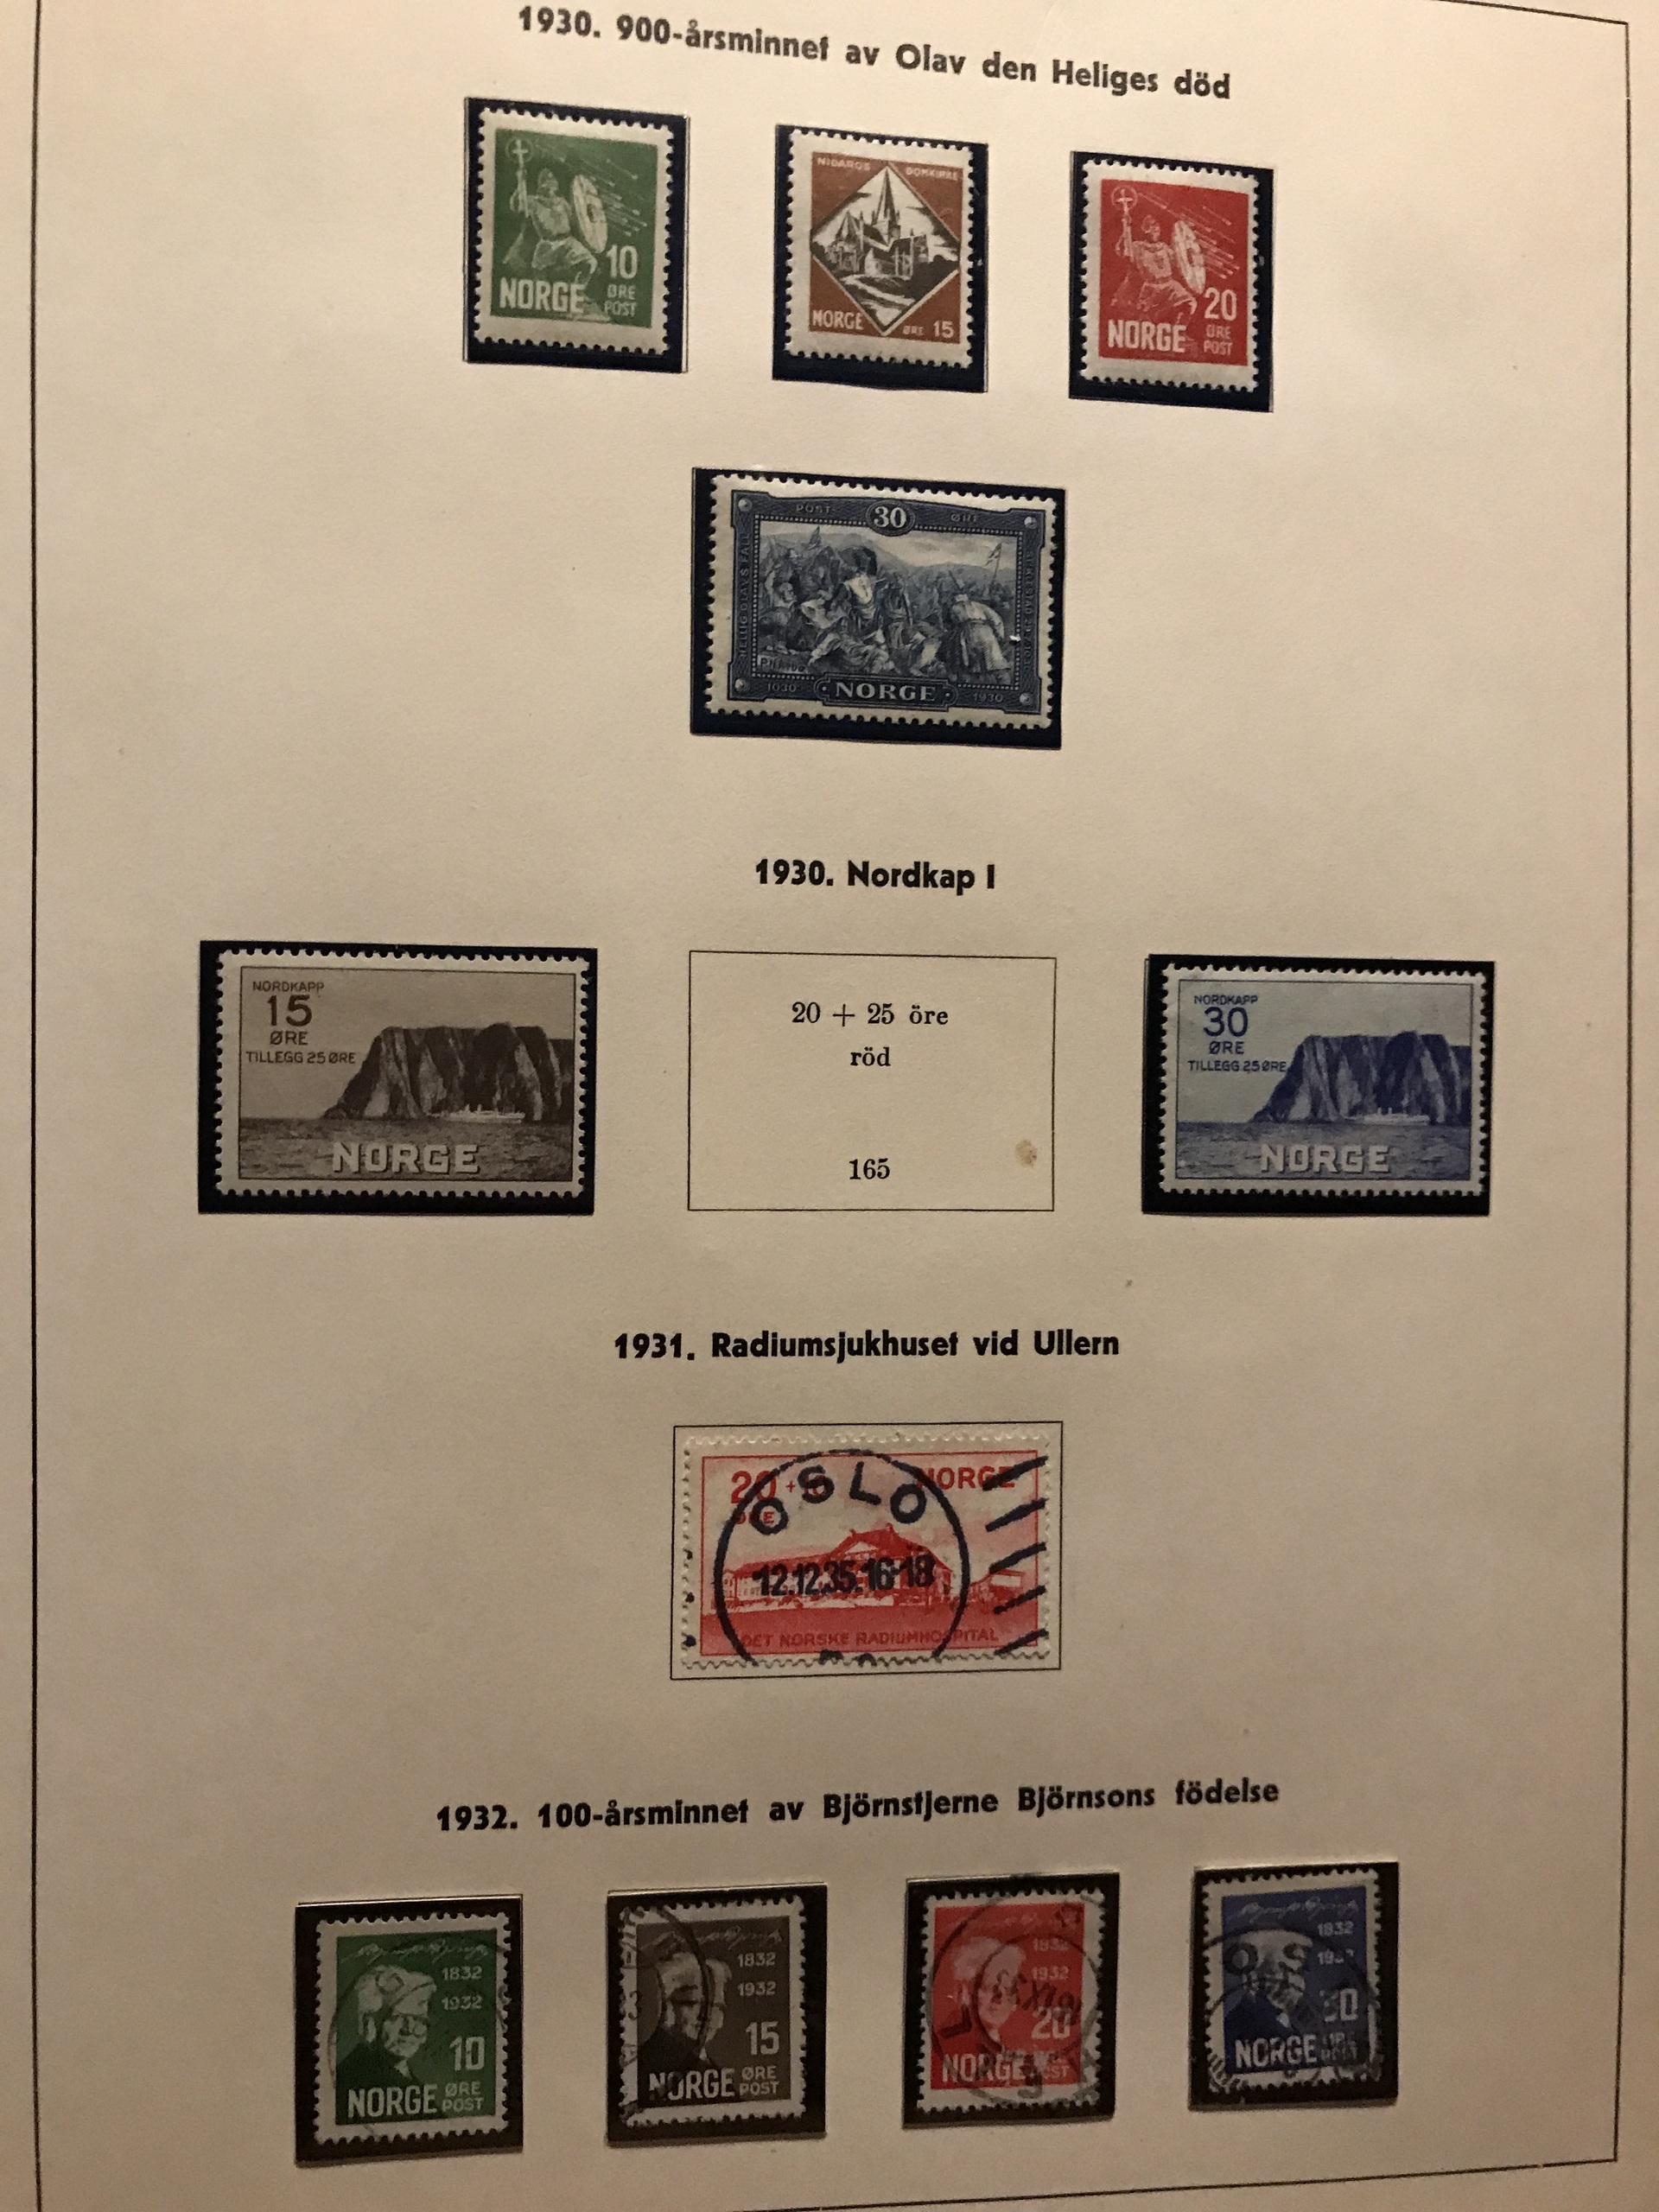 1930. 900-årsminnet av Olav den Heliges död
10
NORGE ØRE
POST
NIDAROS DOMKIRKE
NORGE ØRE 15
20
NORGE ØRE
POST
POST 30 ØRE
1030 NORGE 1930
1930. Nordkap I
NORDKAPP
15
ØRE
TILLEGG 25 ØRE
NORGE
20 + 25 öre
röd
165
NORDKAPP
30
ØRE
TILLEGG 25 ØRE
NORGE
1931. Radiumsjukhuset vid Ullern
20 + NORGE
OSLO
12.12.35.16-18
DET NORSKE RADIUMHOSPITAL
1932. 100-årsminnet av Björnstjerne Björnsons födelse
1832
1932
10
NORGE ØRE
POST
1832
1932
15
NORGE ØRE
POST
1832
1932
20
NORGE
1832
30
NORGE